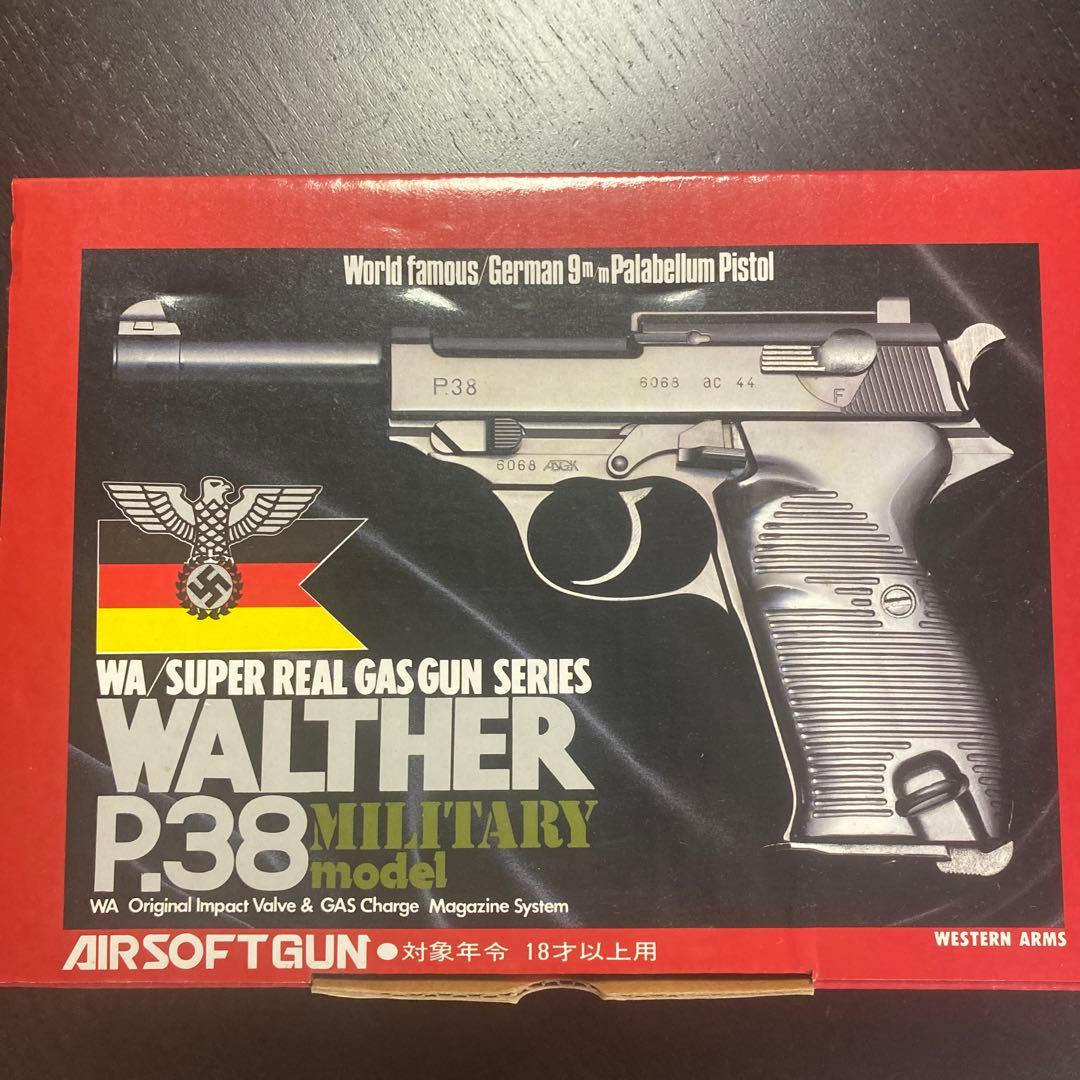 World famous/German 9m/m Palabellum Pistol
P.38
6068 ac 44
F
6068 ASGK
WA/SUPER REAL GAS GUN SERIES
WALTHER
P.38 MILITARY model
WA Original Impact Valve & GAS Charge Magazine System
AIRSOFTGUN ●対象年令 18才以上用
WESTERN ARMS